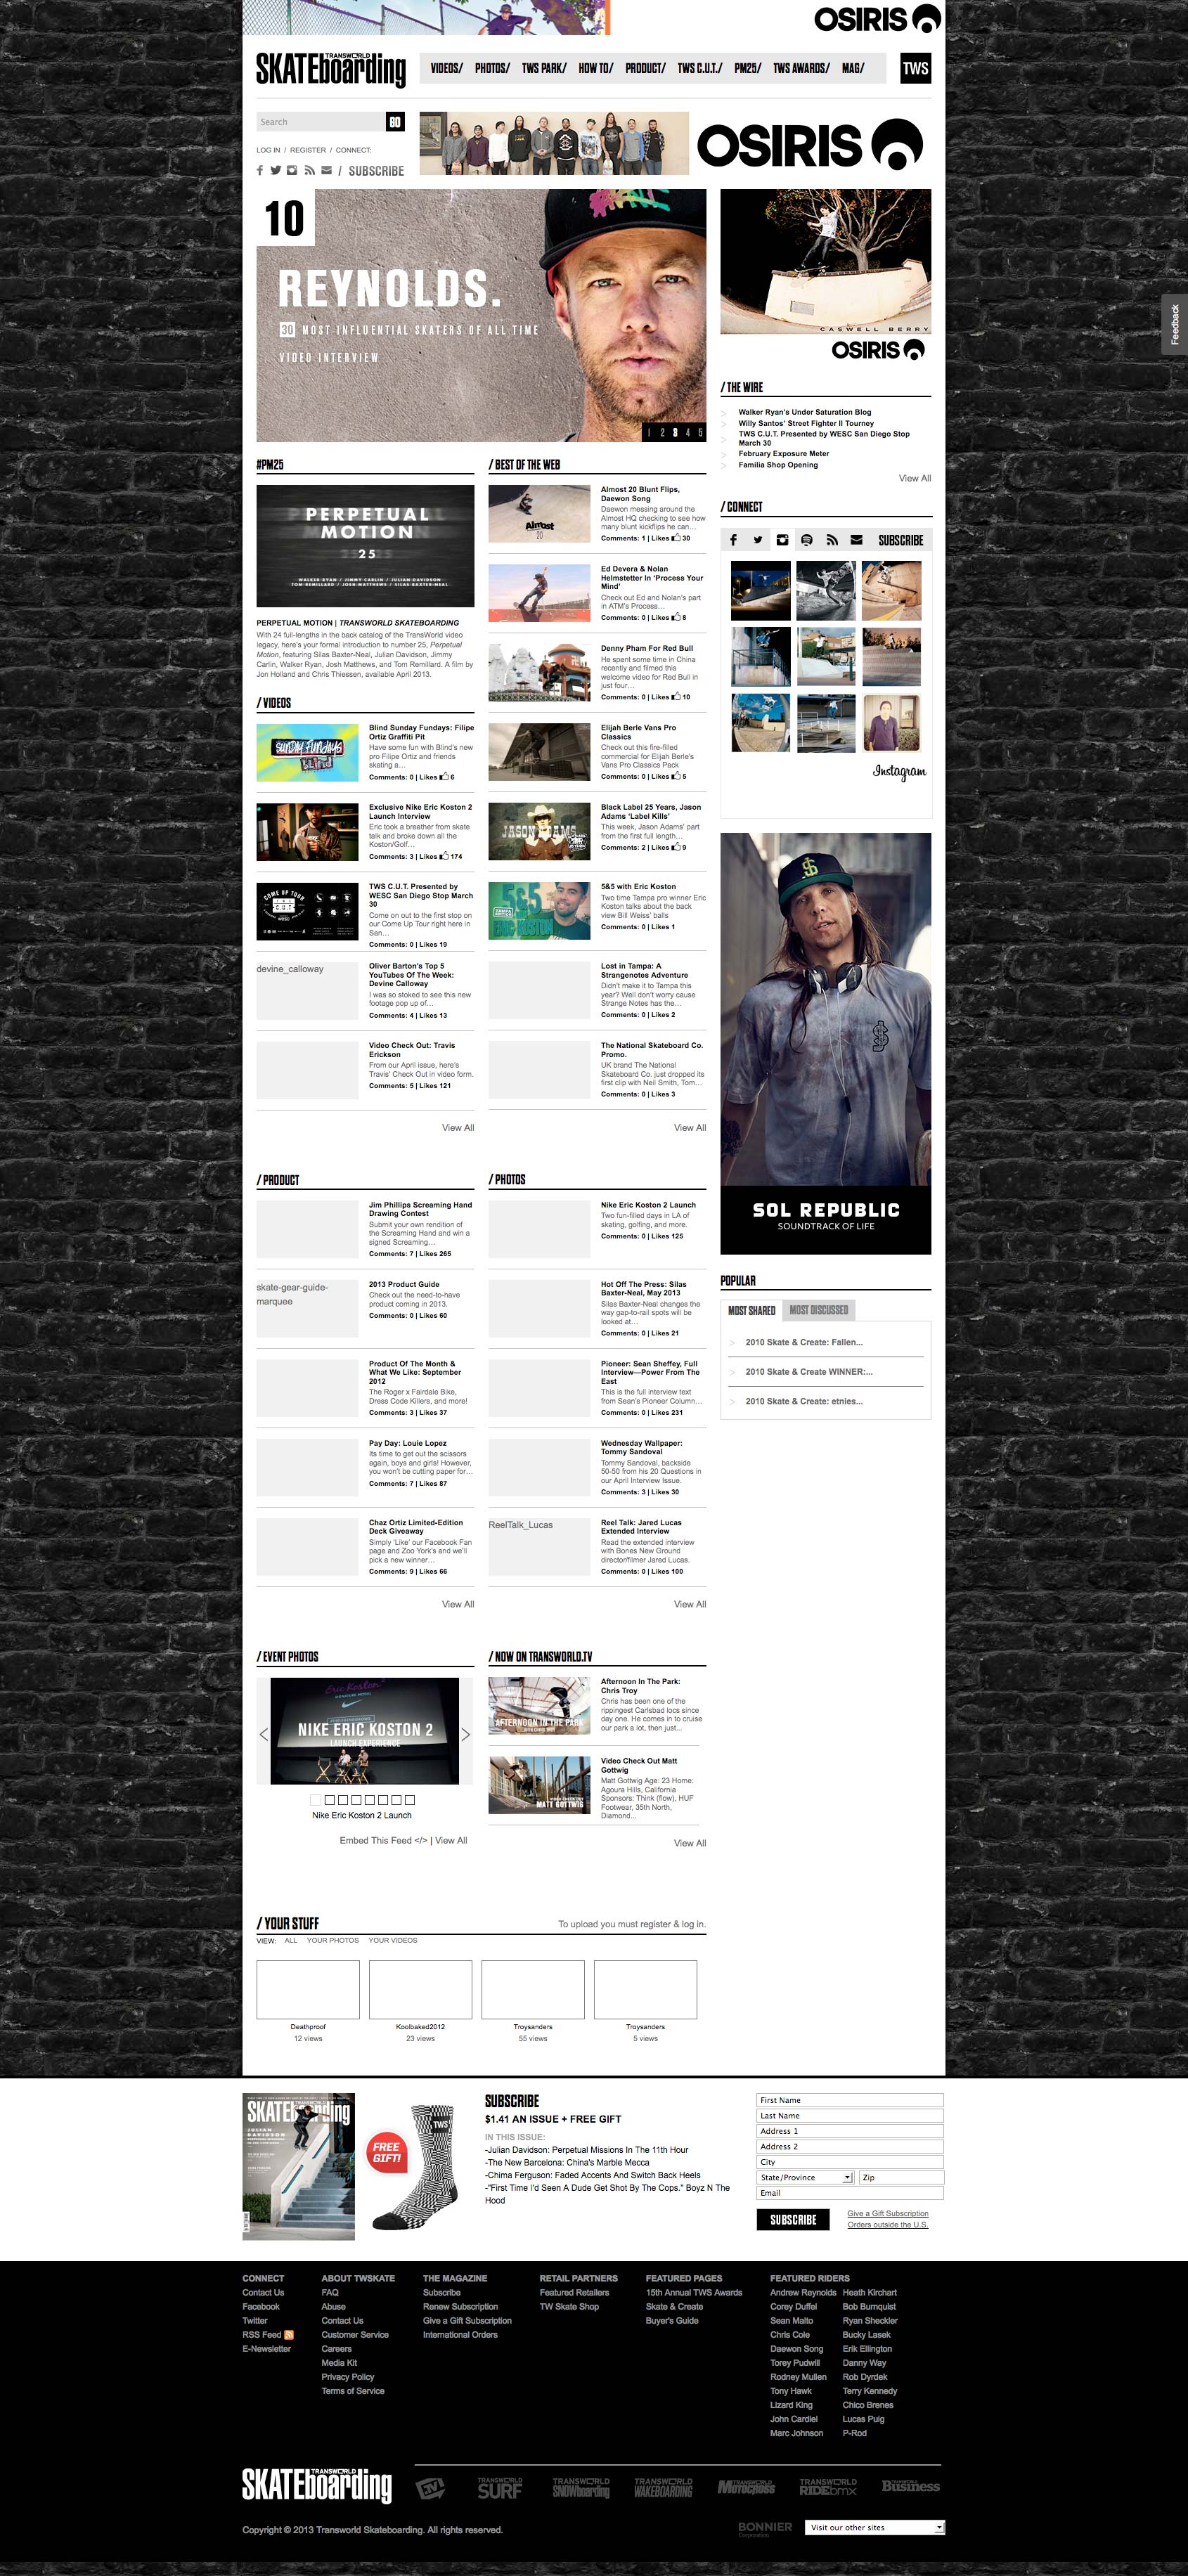 OSIRIS
TRANSWORLD
SKATEboarding
VIDEOS/ PHOTOS/ TWS PARK/ HOW TO/ PRODUCT/ TWS C.U.T./ PM25/ TWS AWARDS/ MAG/
TWS
Search GO
LOG IN / REGISTER / CONNECT:
/ SUBSCRIBE
OSIRIS
10
REYNOLDS.
30 MOST INFLUENTIAL SKATERS OF ALL TIME
VIDEO INTERVIEW
1 2 3 4 5
CASWELL BERRY
OSIRIS
Feedback
/ THE WIRE
Walker Ryan's Under Saturation Blog
Willy Santos' Street Fighter II Tourney
TWS C.U.T. Presented by WESC San Diego Stop
March 30
February Exposure Meter
Familia Shop Opening
View All
/ CONNECT
SUBSCRIBE
Instagram
#PM25
PERPETUAL
MOTION
25
WALKER RYAN / JIMMY CARLIN / JULIAN DAVIDSON
TOM REMILLARD / JOSH MATTHEWS / SILAS BAXTER-NEAL
PERPETUAL MOTION | TRANSWORLD SKATEBOARDING
With 24 full-lengths in the back catalog of the TransWorld video
legacy, here's your formal introduction to number 25, Perpetual
Motion, featuring Silas Baxter-Neal, Julian Davidson, Jimmy
Carlin, Walker Ryan, Josh Matthews, and Tom Remillard. A film by
Jon Holland and Chris Thiessen, available April 2013.
/ VIDEOS
sunday fundays
blind
Blind Sunday Fundays: Filipe
Ortiz Graffiti Pit
Have some fun with Blind's new
pro Filipe Ortiz and friends
skating a…
Comments: 0 | Likes 6
Exclusive Nike Eric Koston 2
Launch Interview
Eric took a breather from skate
talk and broke down all the
Koston/Golf…
Comments: 3 | Likes 174
COME UP TOUR
TWS C.U.T. Presented by
WESC San Diego Stop March
30
Come on out to the first stop on
our Come Up Tour right here in
San…
Comments: 0 | Likes 19
devine_calloway
Oliver Barton's Top 5
YouTubes Of The Week:
Devine Calloway
I was so stoked to see this new
footage pop up of…
Comments: 4 | Likes 13
Video Check Out: Travis
Erickson
From our April issue, here's
Travis' Check Out in video form.
Comments: 5 | Likes 121
View All
/ BEST OF THE WEB
Almost
20
Almost 20 Blunt Flips,
Daewon Song
Daewon messing around the
Almost HQ checking to see how
many blunt kickflips he can…
Comments: 1 | Likes 30
Ed Devera & Nolan
Helmstetter In 'Process Your
Mind'
Check out Ed and Nolan's part
in ATM's Process…
Comments: 0 | Likes 8
Denny Pham For Red Bull
He spent some time in China
recently and filmed this
welcome video for Red Bull in
just four…
Comments: 0 | Likes 10
Elijah Berle Vans Pro
Classics
Check out this fire-filled
commercial for Elijah Berle's
Vans Pro Classics Pack
Comments: 0 | Likes 5
JASON ADAMS
Black Label 25 Years, Jason
Adams 'Label Kills'
This week, Jason Adams' part
from the first full length…
Comments: 2 | Likes 9
5&5
ERIC KOSTON
5&5 with Eric Koston
Two time Tampa pro winner Eric
Koston talks about the back
view Bill Weiss' balls
Comments: 0 | Likes 1
Lost in Tampa: A
Strangenotes Adventure
Didn't make it to Tampa this
year? Well don't worry cause
Strange Notes has the…
Comments: 0 | Likes 2
The National Skateboard Co.
Promo.
UK brand The National
Skateboard Co. just dropped its
first clip with Neil Smith, Tom…
Comments: 0 | Likes 3
View All
SOL REPUBLIC
SOUNDTRACK OF LIFE
/ PRODUCT
Jim Phillips Screaming Hand
Drawing Contest
Submit your own rendition of
the Screaming Hand and win a
signed Screaming…
Comments: 7 | Likes 265
skate-gear-guide-
marquee
2013 Product Guide
Check out the need-to-have
product coming in 2013.
Comments: 0 | Likes 60
Product Of The Month &
What We Like: September
2012
The Roger x Fairdale Bike,
Dress Code Killers, and more!
Comments: 3 | Likes 37
Pay Day: Louie Lopez
Its time to get out the scissors
again, boys and girls! However,
you won't be cutting paper for…
Comments: 7 | Likes 87
Chaz Ortiz Limited-Edition
Deck Giveaway
Simply 'Like' our Facebook Fan
page and Zoo York's and we'll
pick a new winner…
Comments: 9 | Likes 66
View All
/ PHOTOS
Nike Eric Koston 2 Launch
Two fun-filled days in LA of
skating, golfing, and more.
Comments: 0 | Likes 125
Hot Off The Press: Silas
Baxter-Neal, May 2013
Silas Baxter-Neal changes the
way gap-to-rail spots will be
looked at…
Comments: 0 | Likes 21
Pioneer: Sean Sheffey, Full
Interview—Power From The
East
This is the full interview text
from Sean's Pioneer Column…
Comments: 0 | Likes 231
Wednesday Wallpaper:
Tommy Sandoval
Tommy Sandoval, backside
50-50 from his 20 Questions in
our April Interview Issue.
Comments: 3 | Likes 30
ReelTalk_Lucas
Reel Talk: Jared Lucas
Extended Interview
Read the extended interview
with Bones New Ground
director/filmer Jared Lucas.
Comments: 0 | Likes 100
View All
POPULAR
MOST SHARED MOST DISCUSSED
2010 Skate & Create: Fallen...
2010 Skate & Create WINNER:...
2010 Skate & Create: etnies...
/ EVENT PHOTOS
Eric Koston
NIKE ERIC KOSTON 2
LAUNCH EXPERIENCE
Nike Eric Koston 2 Launch
Embed This Feed </> | View All
/ NOW ON TRANSWORLD.TV
AFTERNOON IN THE PARK
Afternoon In The Park:
Chris Troy
Chris has been one of the
rippingest Carlsbad locs since
day one. He comes in to cruise
our park a lot, then just...
MATT GOTTWIG
Video Check Out Matt
Gottwig
Matt Gottwig Age: 23 Home:
Agoura Hills, California
Sponsors: Think (flow), HUF
Footwear, 35th North,
Diamond...
View All
/ YOUR STUFF
To upload you must register & log in.
VIEW: ALL YOUR PHOTOS YOUR VIDEOS
Deathproof
12 views
Koolbaked2012
23 views
Troysanders
55 views
Troysanders
5 views
SKATEboarding
JULIAN
DAVIDSON
TWS
FREE
GIFT!
SUBSCRIBE
$1.41 AN ISSUE + FREE GIFT
IN THIS ISSUE:
-Julian Davidson: Perpetual Missions In The 11th Hour
-The New Barcelona: China's Marble Mecca
-Chima Ferguson: Faded Accents And Switch Back Heels
-"First Time I'd Seen A Dude Get Shot By The Cops." Boyz N The
Hood
First Name
Last Name
Address 1
Address 2
City
State/Province Zip
Email
SUBSCRIBE
Give a Gift Subscription
Orders outside the U.S.
CONNECT
Contact Us
Facebook
Twitter
RSS Feed
E-Newsletter
ABOUT TWSKATE
FAQ
Abuse
Contact Us
Customer Service
Careers
Media Kit
Privacy Policy
Terms of Service
THE MAGAZINE
Subscribe
Renew Subscription
Give a Gift Subscription
International Orders
RETAIL PARTNERS
Featured Retailers
TW Skate Shop
FEATURED PAGES
15th Annual TWS Awards
Skate & Create
Buyer's Guide
FEATURED RIDERS
Andrew Reynolds Heath Kirchart
Corey Duffel Bob Burnquist
Sean Malto Ryan Sheckler
Chris Cole Bucky Lasek
Daewon Song Erik Ellington
Torey Pudwill Danny Way
Rodney Mullen Rob Dyrdek
Tony Hawk Terry Kennedy
Lizard King Chico Brenes
John Cardiel Lucas Puig
Marc Johnson P-Rod
TRANSWORLD
SKATEboarding
TV
TRANSWORLD SURF
TRANSWORLD SNOWboarding
TRANSWORLD WAKEBOARDING
TRANSWORLD MOTOCROSS
TRANSWORLD RIDEbmx
TRANSWORLD Business
Copyright © 2013 Transworld Skateboarding. All rights reserved.
BONNIER
Corporation
Visit our other sites